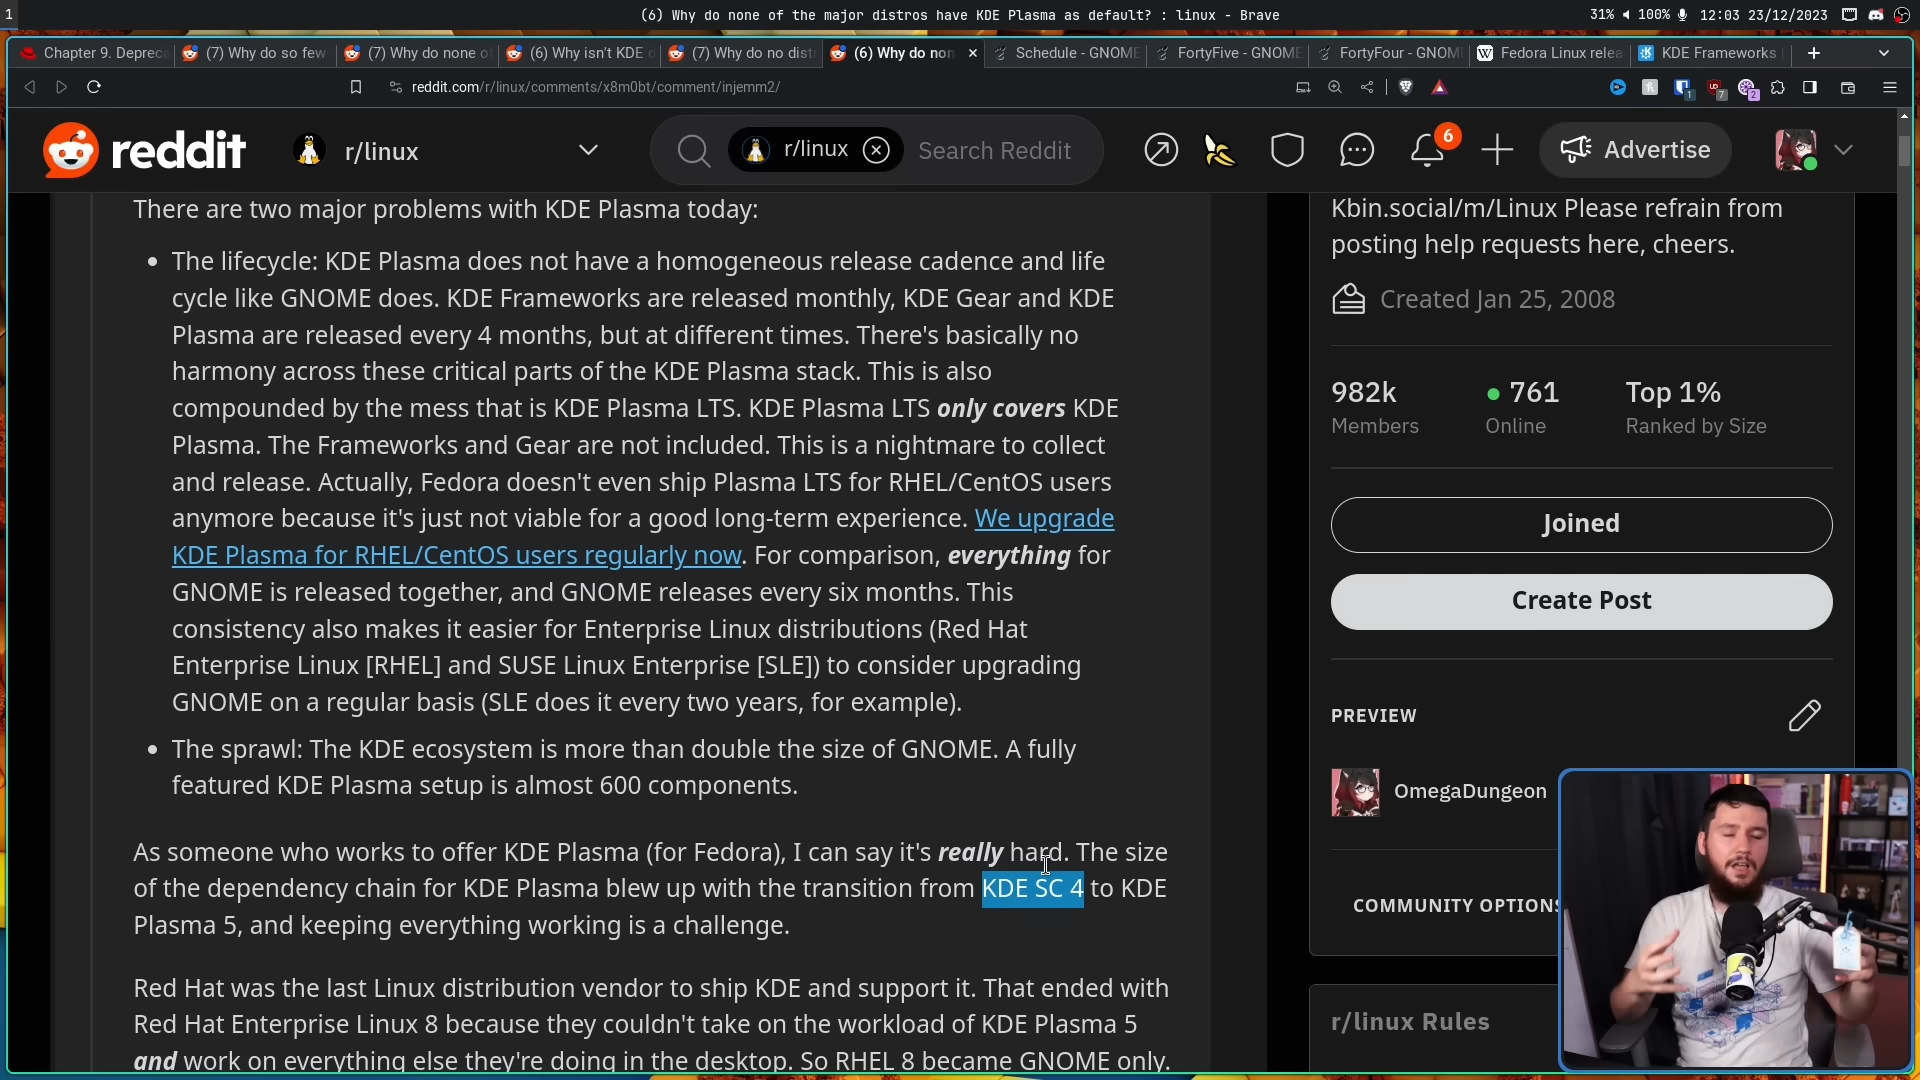 1
(6) Why do none of the major distros have KDE Plasma as default? : linux - Brave
31% 100% 12:03 23/12/2023
Chapter 9. Depreca
(7) Why do so few
(7) Why do none of
(6) Why isn't KDE d
(7) Why do no dist
(6) Why do non
Schedule - GNOME
FortyFive - GNOME
FortyFour - GNOM
Fedora Linux relea
KDE Frameworks
reddit.com/r/linux/comments/x8m0bt/comment/injemm2/
1
7
2
reddit
r/linux
r/linux
Search Reddit
6
Advertise
There are two major problems with KDE Plasma today:
• The lifecycle: KDE Plasma does not have a homogeneous release cadence and life
cycle like GNOME does. KDE Frameworks are released monthly, KDE Gear and KDE
Plasma are released every 4 months, but at different times. There's basically no
harmony across these critical parts of the KDE Plasma stack. This is also
compounded by the mess that is KDE Plasma LTS. KDE Plasma LTS only covers KDE
Plasma. The Frameworks and Gear are not included. This is a nightmare to collect
and release. Actually, Fedora doesn't even ship Plasma LTS for RHEL/CentOS users
anymore because it's just not viable for a good long-term experience. We upgrade
KDE Plasma for RHEL/CentOS users regularly now. For comparison, everything for
GNOME is released together, and GNOME releases every six months. This
consistency also makes it easier for Enterprise Linux distributions (Red Hat
Enterprise Linux [RHEL] and SUSE Linux Enterprise [SLE]) to consider upgrading
GNOME on a regular basis (SLE does it every two years, for example).
• The sprawl: The KDE ecosystem is more than double the size of GNOME. A fully
featured KDE Plasma setup is almost 600 components.
As someone who works to offer KDE Plasma (for Fedora), I can say it's really hard. The size
of the dependency chain for KDE Plasma blew up with the transition from KDE SC 4 to KDE
Plasma 5, and keeping everything working is a challenge.
Red Hat was the last Linux distribution vendor to ship KDE and support it. That ended with
Red Hat Enterprise Linux 8 because they couldn't take on the workload of KDE Plasma 5
and work on everything else they're doing in the desktop. So RHEL 8 became GNOME only.
Kbin.social/m/Linux Please refrain from
posting help requests here, cheers.
Created Jan 25, 2008
982k
761
Top 1%
Members
Online
Ranked by Size
Joined
Create Post
PREVIEW
OmegaDungeon
COMMUNITY OPTIONS
r/linux Rules